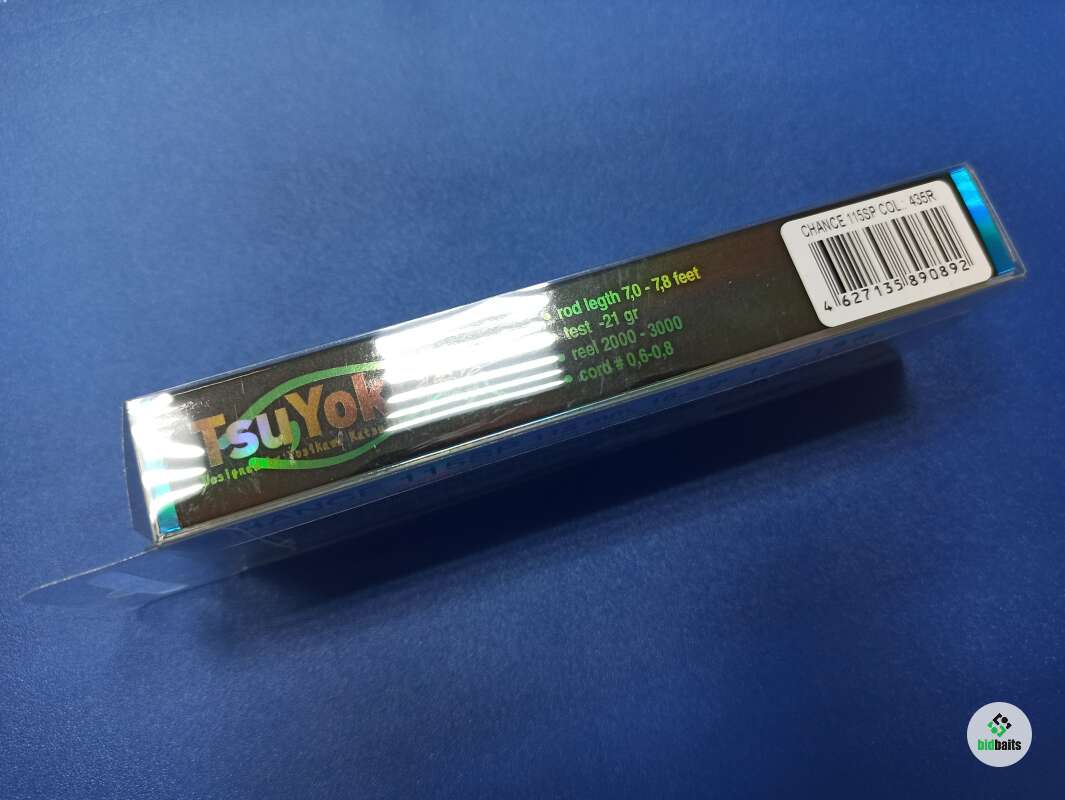 CHANCE 115SP COL.: 435R
4 627135 890892
rod legth 7,0 - 7,8 feet
test -21 gr
reel 2000 - 3000
cord # 0,6-0,8
TsuYok
bidbaits